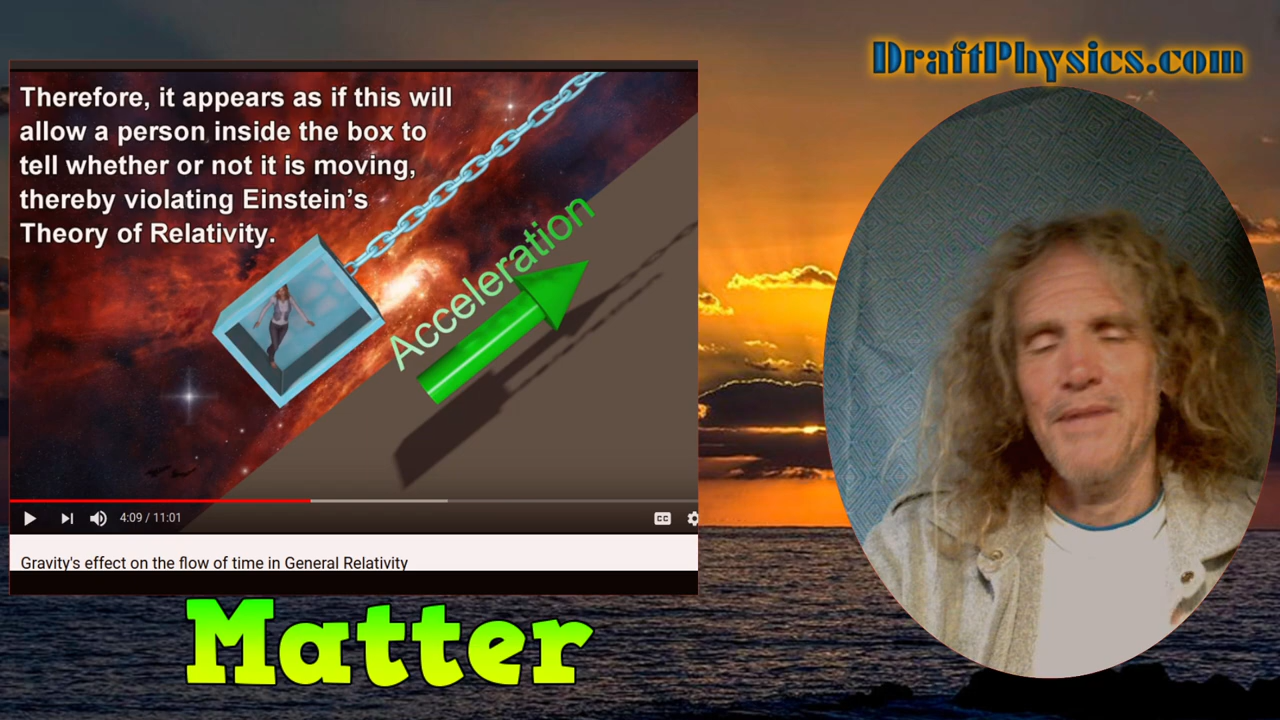 DraftPhysics.com
Therefore, it appears as if this will
allow a person inside the box to
tell whether or not it is moving,
thereby violating Einstein's
Theory of Relativity.
Acceleration
4:09 / 11:01
CC
Gravity's effect on the flow of time in General Relativity
Matter